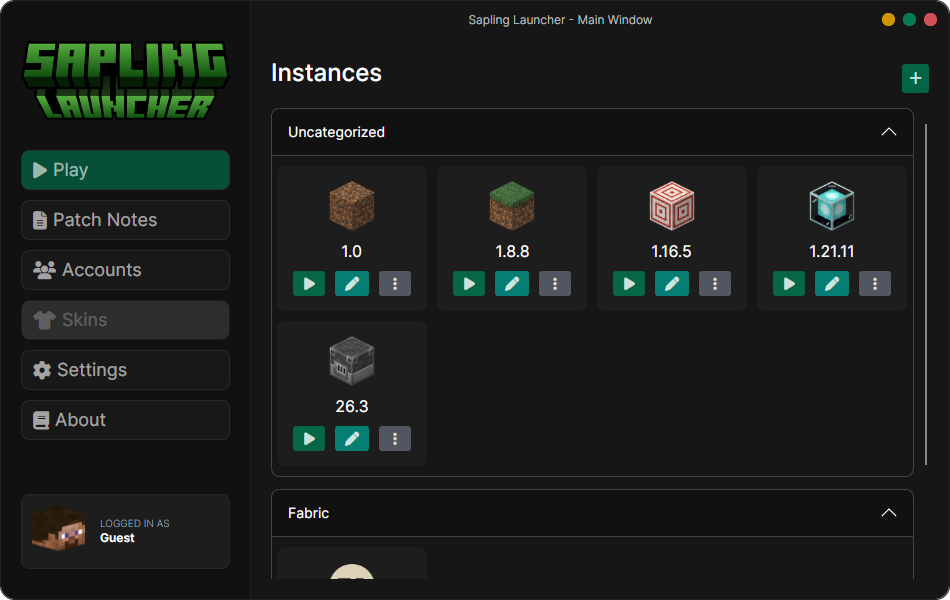 Sapling Launcher - Main Window
SAPLING
LAUNCHER
Play
Patch Notes
Accounts
Skins
Settings
About
LOGGED IN AS
Guest
Instances
+
Uncategorized
1.0
1.8.8
1.16.5
1.21.11
26.3
Fabric